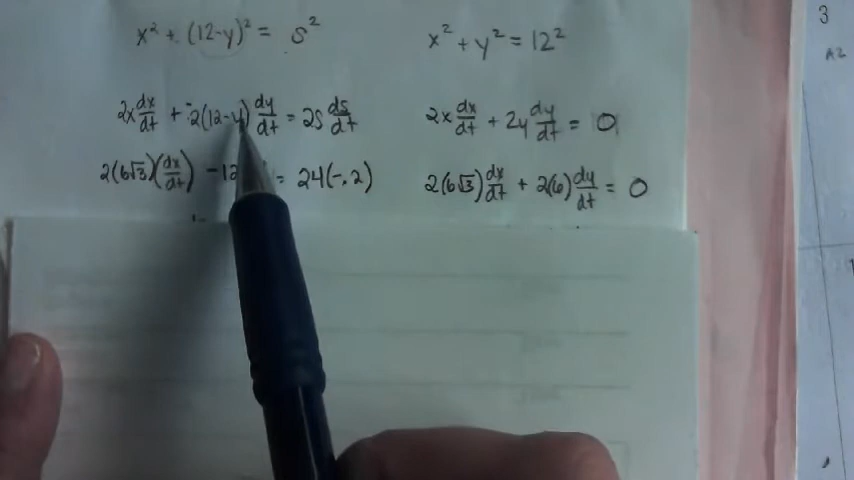 x² + (12-y)² = s²
2x dx/dt + -2(12-y) dy/dt = 2s ds/dt
2(6√3)(dx/dt) -12 = 24(-.2)
x² + y² = 12²
2x dx/dt + 2y dy/dt = 0
2(6√3) dx/dt + 2(6) dy/dt = 0
3
A2